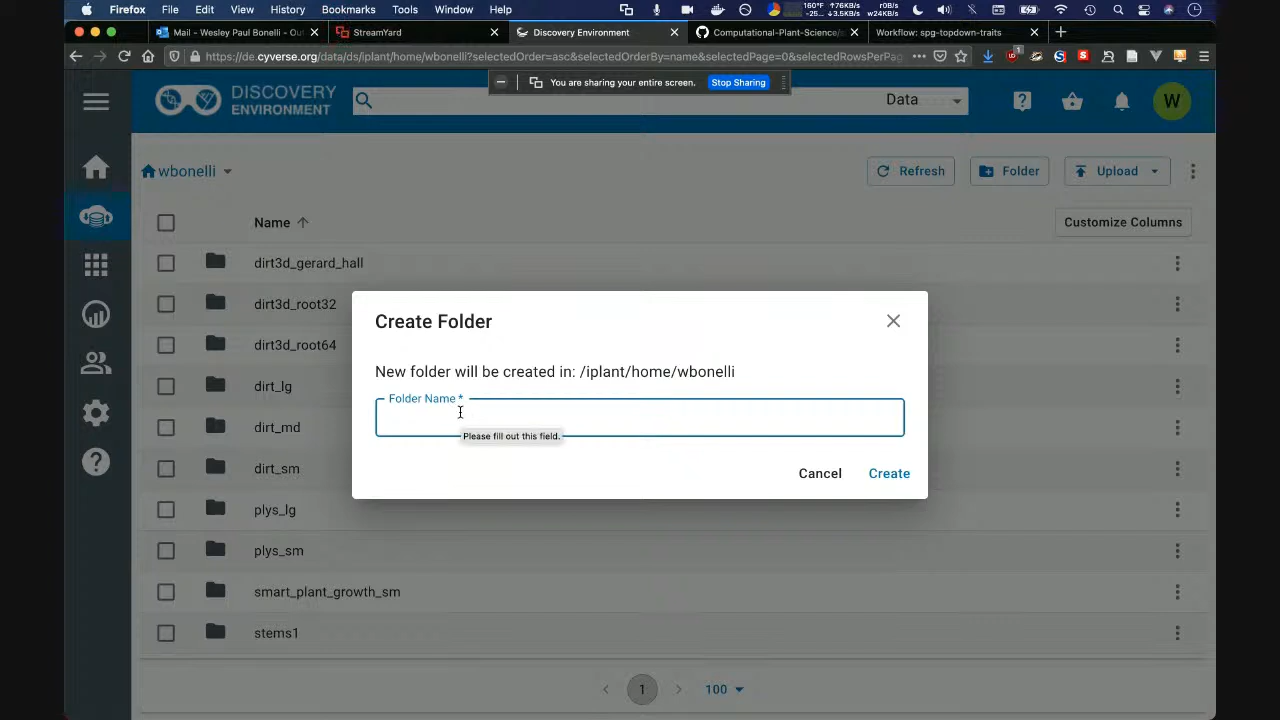 Firefox File Edit View History Bookmarks Tools Window Help
Mail - Wesley Paul Bonelli - Out
StreamYard
Discovery Environment
Computational-Plant-Science/s
Workflow: spg-topdown-traits
https://de.cyverse.org/data/ds/iplant/home/wbonelli?selectedOrder=asc&selectedOrderBy=name&selectedPage=0&selectedRowsPerPag
You are sharing your entire screen. Stop Sharing
DISCOVERY
ENVIRONMENT
Data
W
wbonelli
Refresh
Folder
Upload
Name
Customize Columns
dirt3d_gerard_hall
dirt3d_root32
dirt3d_root64
dirt_lg
dirt_md
dirt_sm
plys_lg
plys_sm
smart_plant_growth_sm
stems1
Create Folder
New folder will be created in: /iplant/home/wbonelli
Folder Name *
Please fill out this field.
Cancel Create
1
100